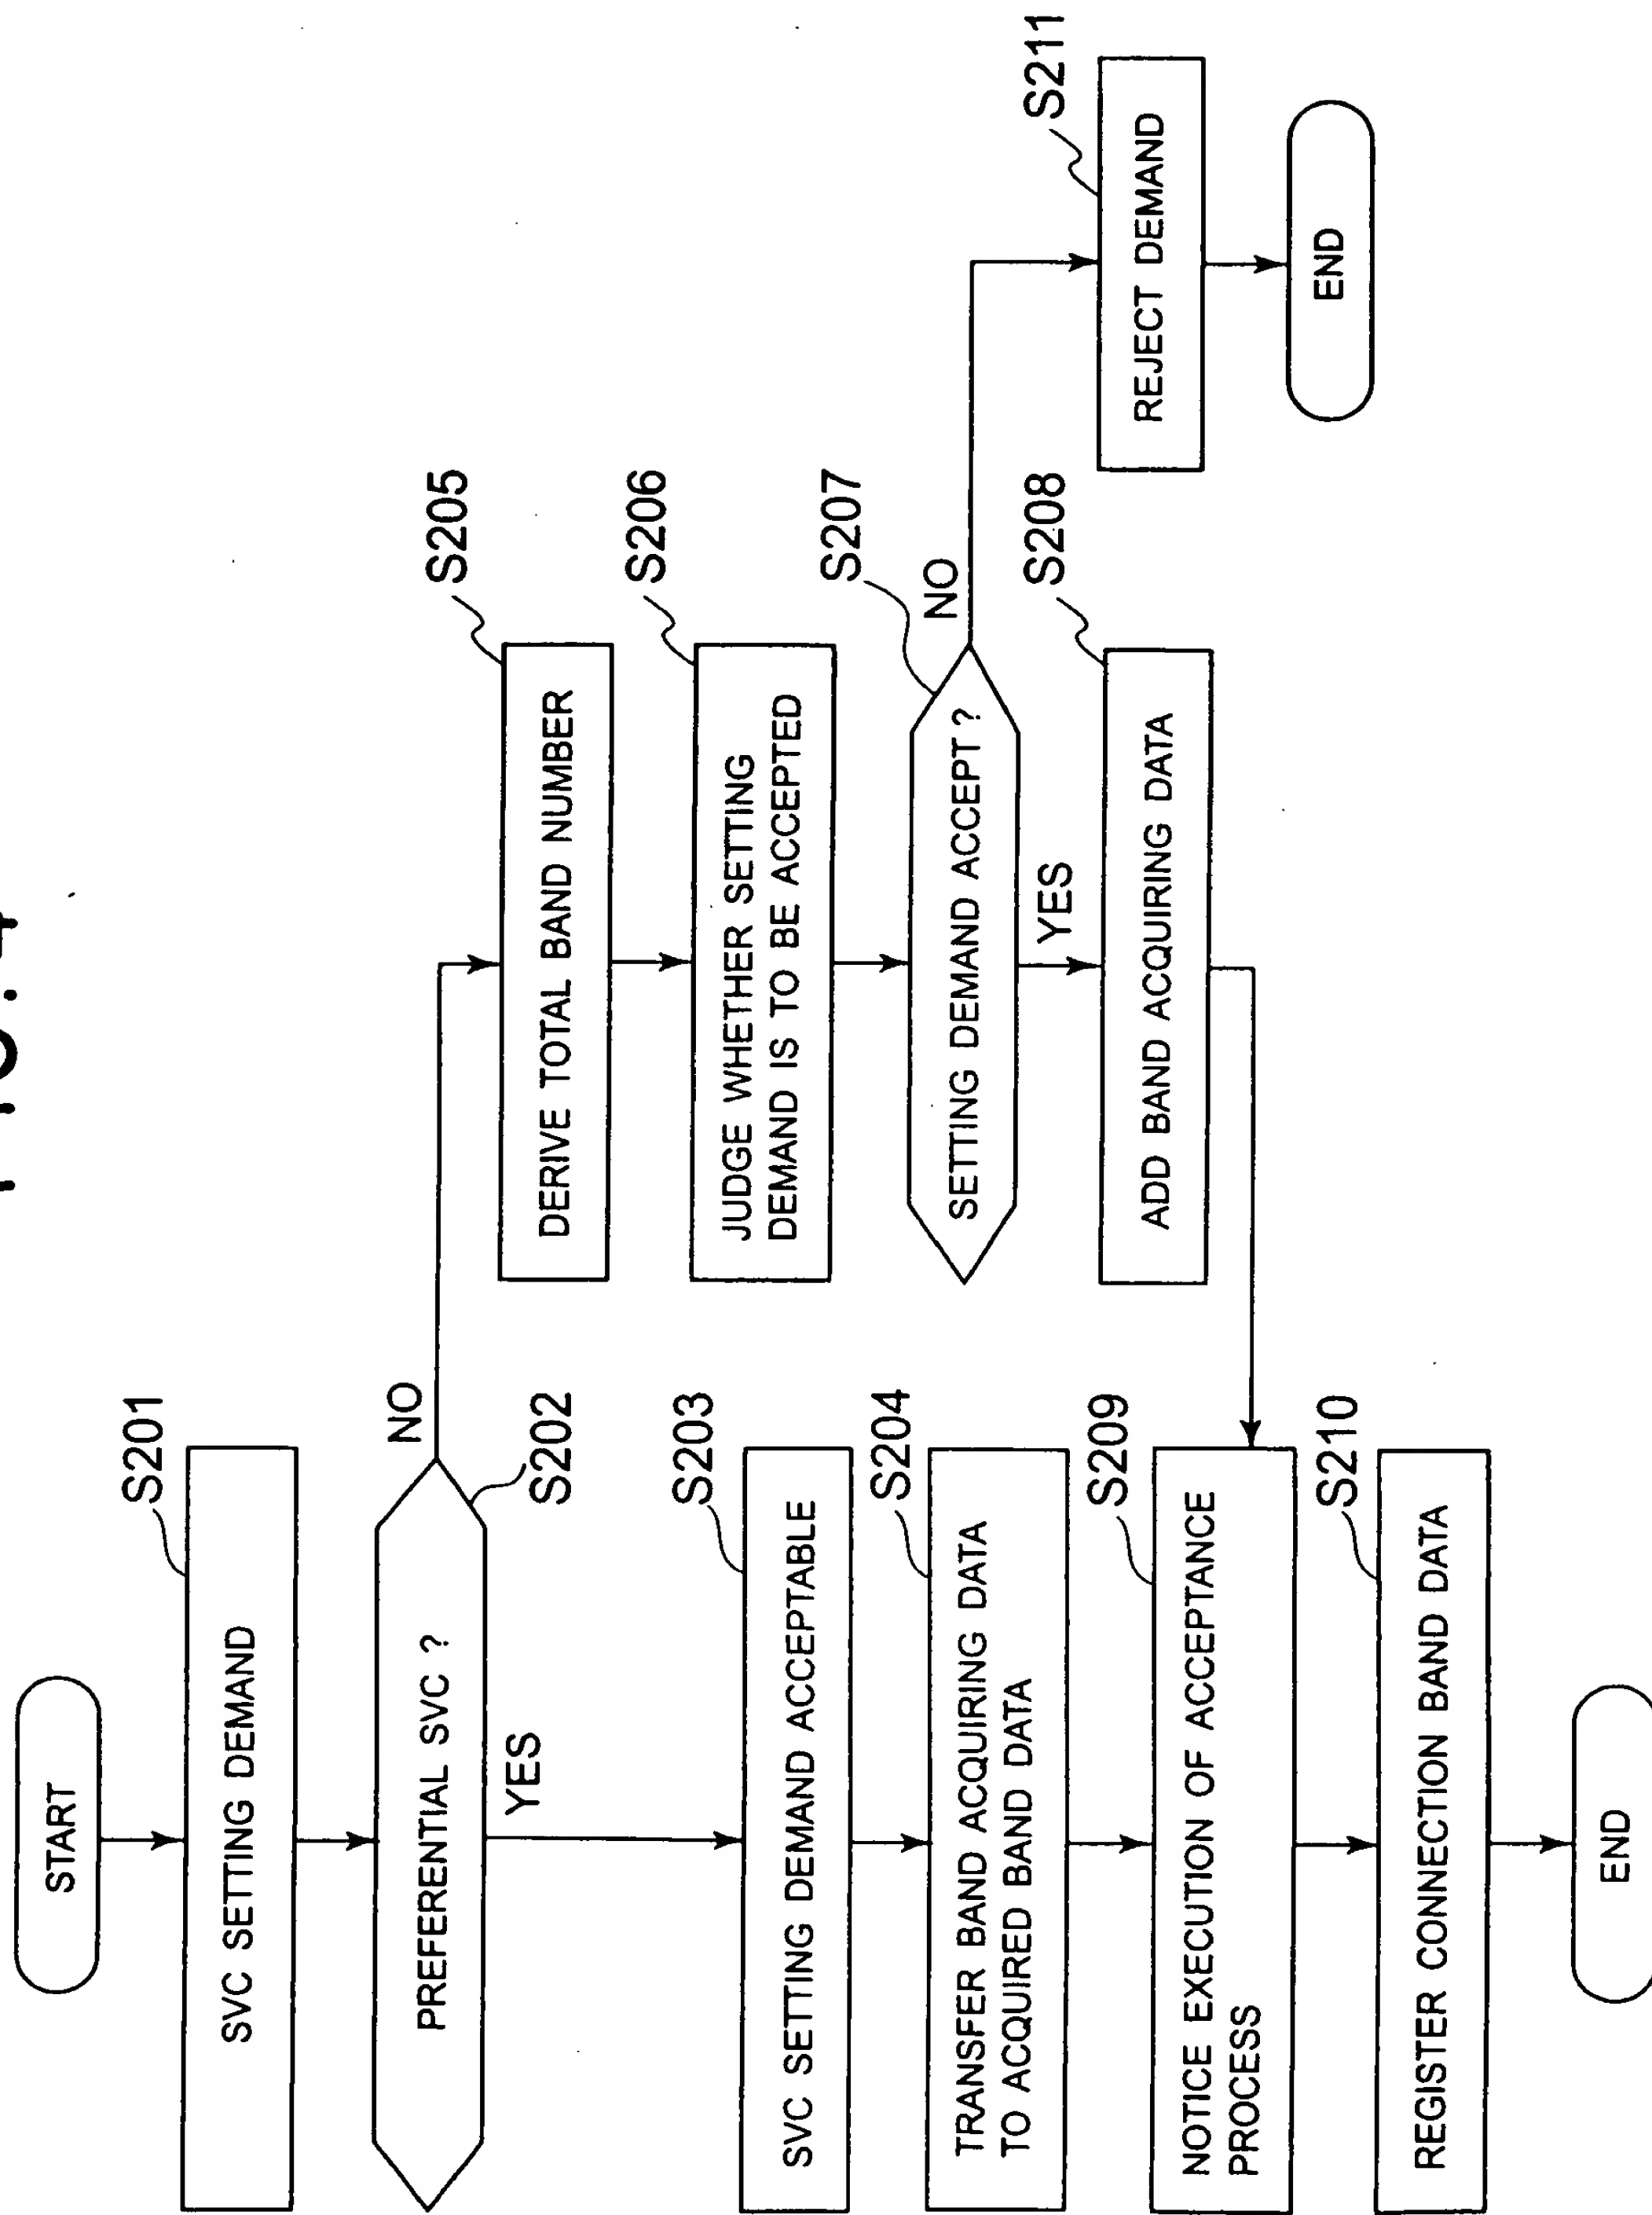 START
S201
SVC SETTING DEMAND
NO
PREFERENTIAL SVC ?
S202
YES
S203
SVC SETTING DEMAND ACCEPTABLE
S204
TRANSFER BAND ACQUIRING DATA
TO ACQUIRED BAND DATA
S209
NOTICE EXECUTION OF ACCEPTANCE
PROCESS
S210
REGISTER CONNECTION BAND DATA
END
S205
DERIVE TOTAL BAND NUMBER
S206
JUDGE WHETHER SETTING
DEMAND IS TO BE ACCEPTED
S207
NO
SETTING DEMAND ACCEPT ?
YES
S208
ADD BAND ACQUIRING DATA
S211
REJECT DEMAND
END